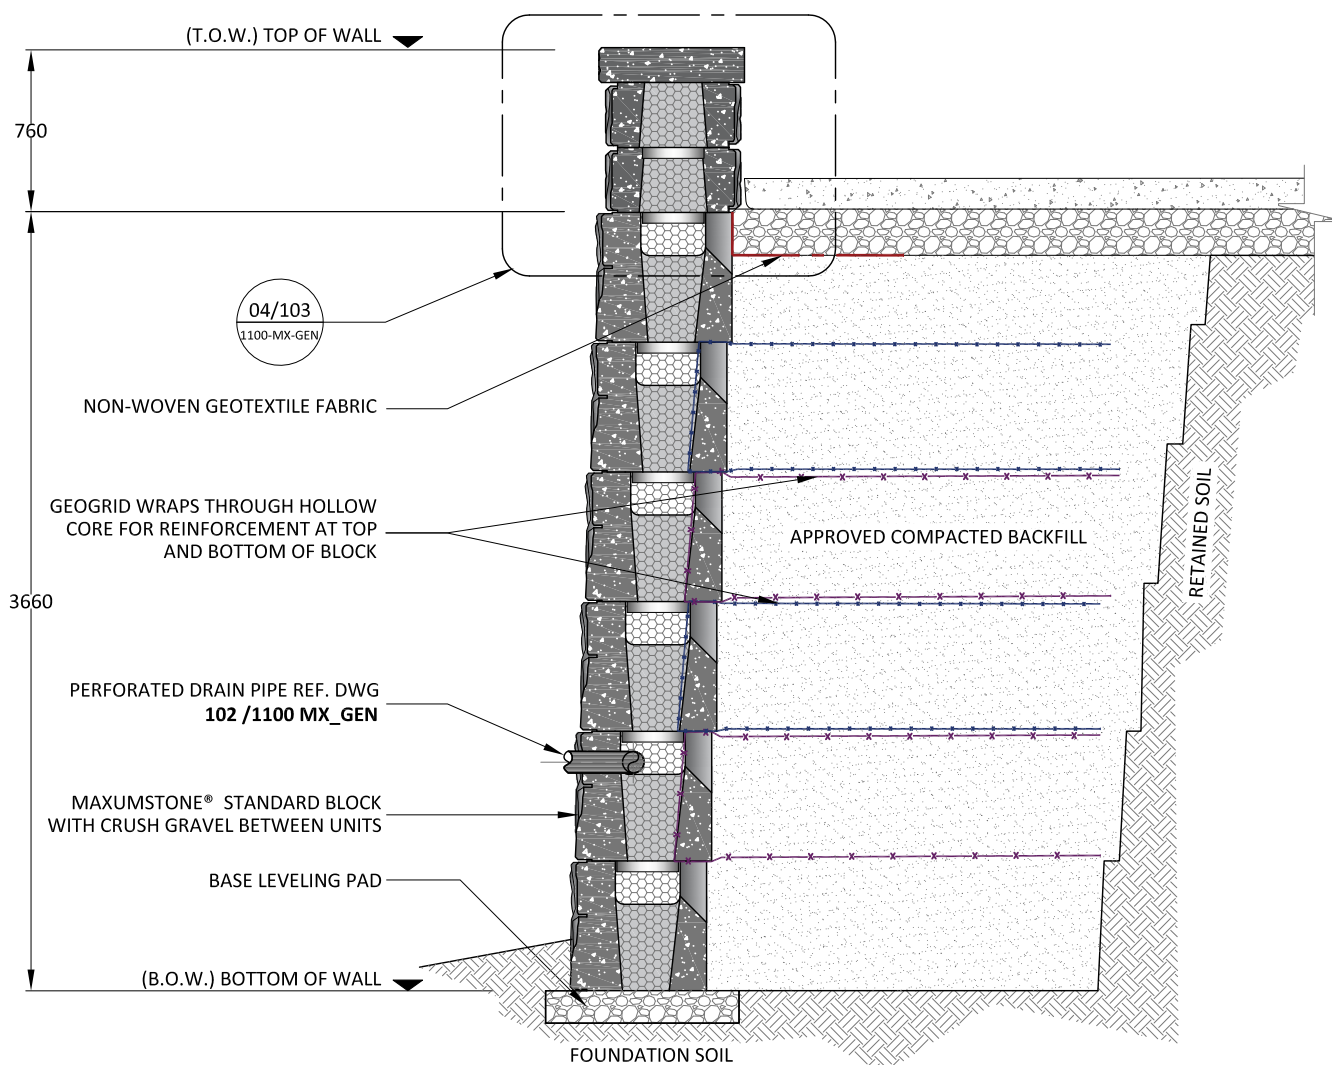 (T.O.W.) TOP OF WALL
760
04/103
1100-MX-GEN
NON-WOVEN GEOTEXTILE FABRIC
GEOGRID WRAPS THROUGH HOLLOW
CORE FOR REINFORCEMENT AT TOP
AND BOTTOM OF BLOCK
APPROVED COMPACTED BACKFILL
RETAINED SOIL
3660
PERFORATED DRAIN PIPE REF. DWG
102 /1100 MX_GEN
MAXUMSTONE® STANDARD BLOCK
WITH CRUSH GRAVEL BETWEEN UNITS
BASE LEVELING PAD
(B.O.W.) BOTTOM OF WALL
FOUNDATION SOIL